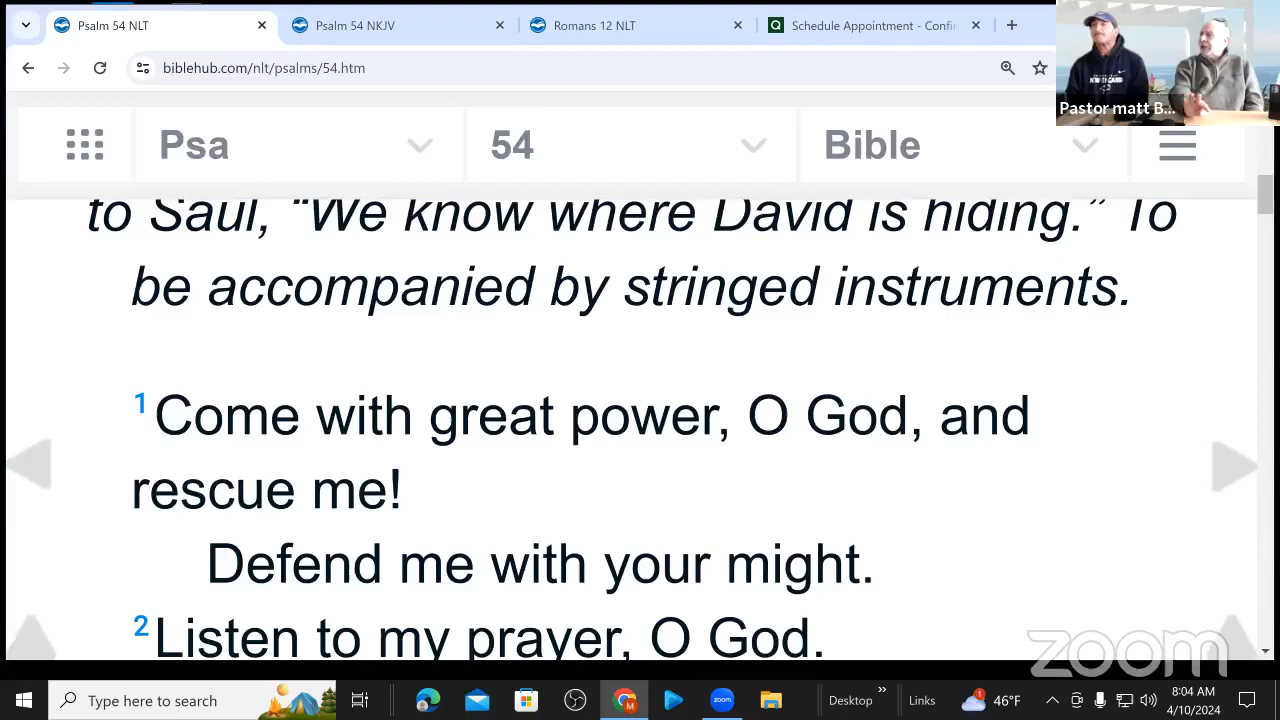 Psalm 54 NLT
Psalm 54 NKJV
Romans 12 NLT
Schedule Appointment - Confir
biblehub.com/nlt/psalms/54.htm
Pastor matt B...
Psa
54
Bible
to Saul, “We know where David is hiding.” To
be accompanied by stringed instruments.
1 Come with great power, O God, and
rescue me!
Defend me with your might.
2 Listen to my prayer, O God.
zoom
Type here to search
zoom
M
Desktop
Links
1
46°F
8:04 AM
4/10/2024